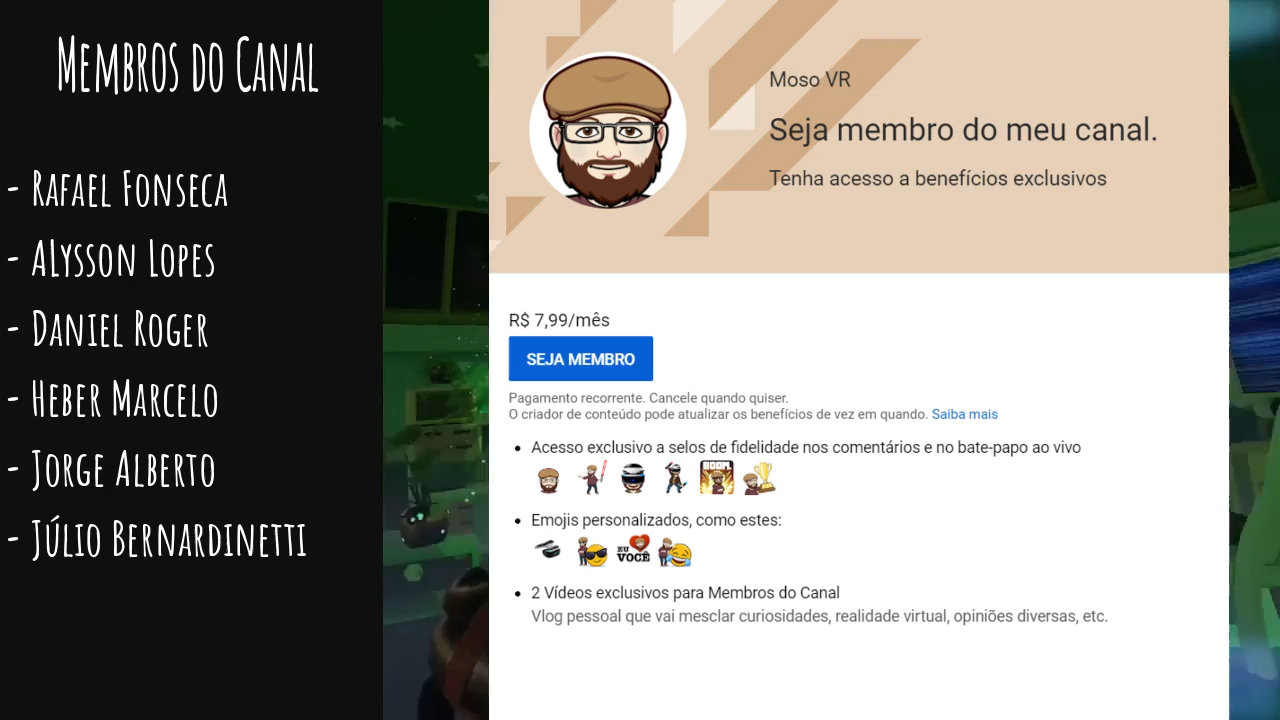 Membros do Canal
- Rafael Fonseca
- Alysson Lopes
- Daniel Roger
- Heber Marcelo
- Jorge Alberto
- Júlio Bernardinetti
Moso VR
Seja membro do meu canal.
Tenha acesso a benefícios exclusivos
R$ 7,99/mês
SEJA MEMBRO
Pagamento recorrente. Cancele quando quiser.
O criador de conteúdo pode atualizar os benefícios de vez em quando. Saiba mais
• Acesso exclusivo a selos de fidelidade nos comentários e no bate-papo ao vivo
BOOM
• Emojis personalizados, como estes:
EU
VOCÊ
• 2 Vídeos exclusivos para Membros do Canal
Vlog pessoal que vai mesclar curiosidades, realidade virtual, opiniões diversas, etc.